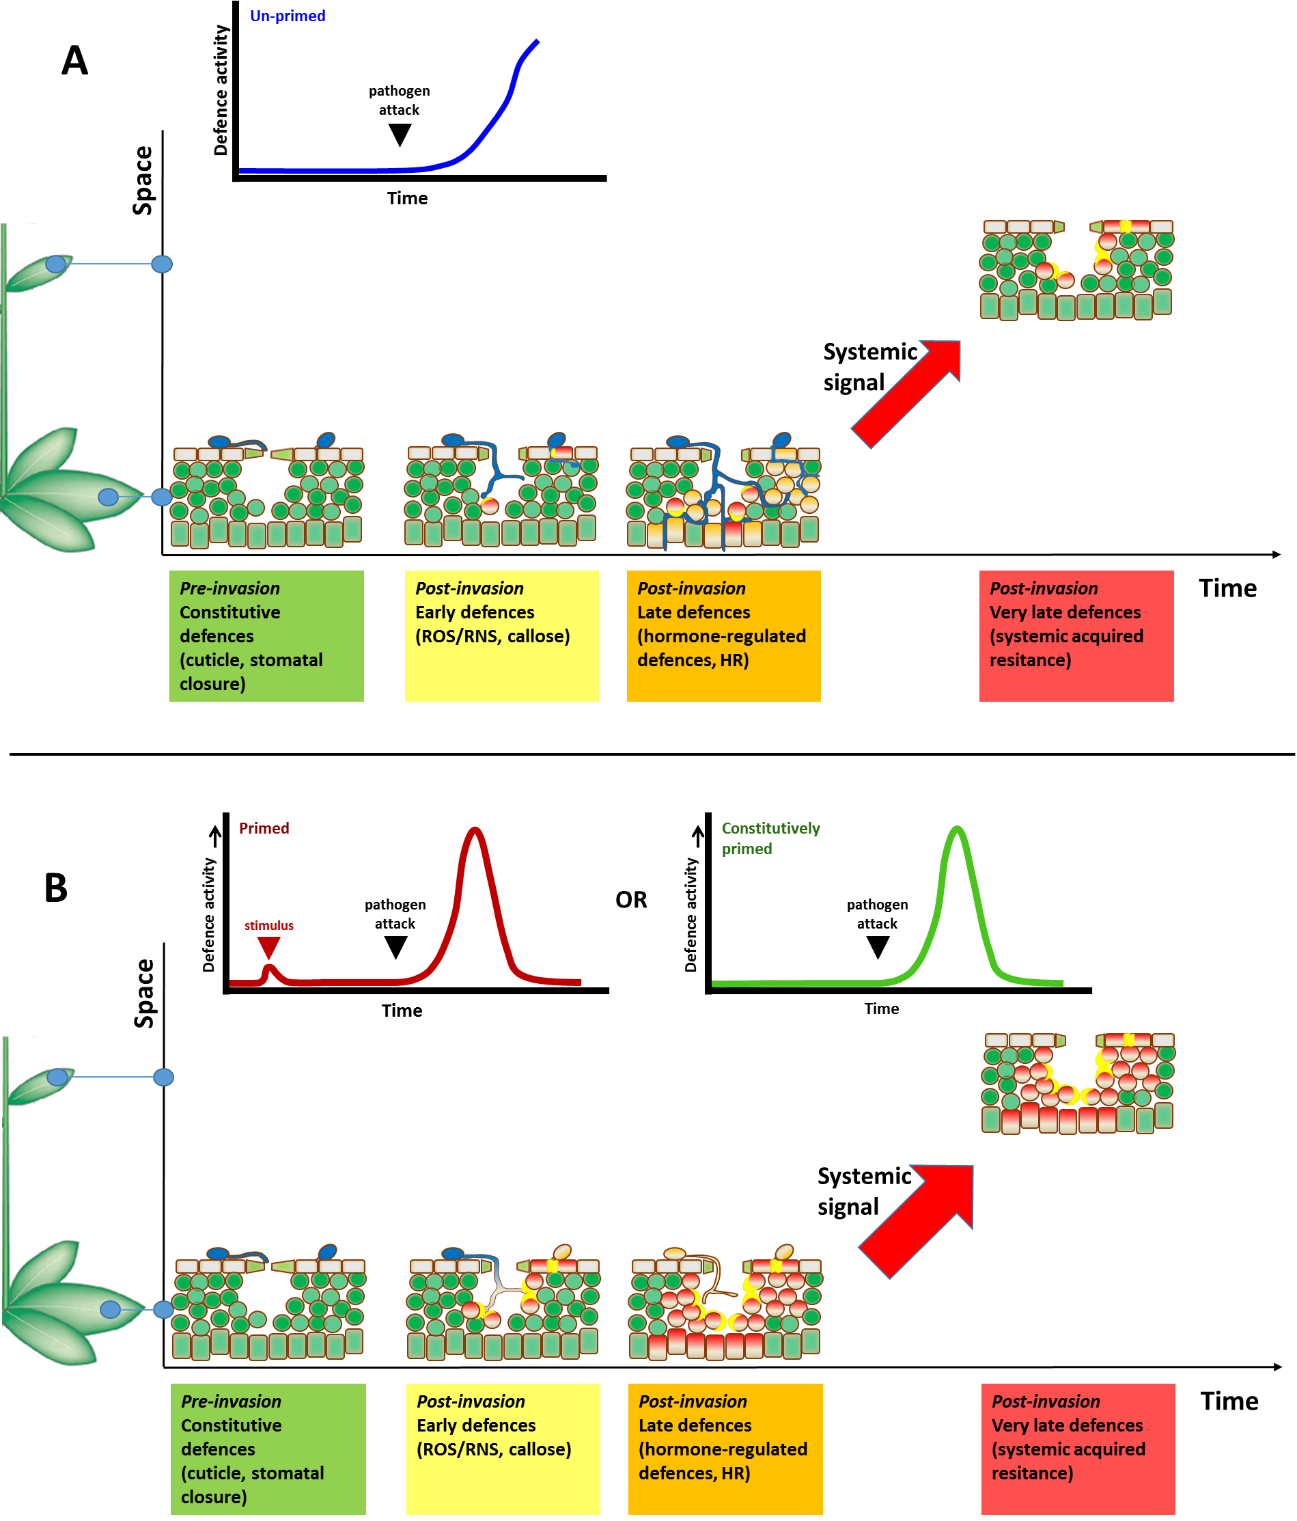 A
Un-primed
Defence activity
pathogen
attack
Time
Space
Systemic
signal
Time
Pre-invasion
Constitutive
defences
(cuticle, stomatal
closure)
Post-invasion
Early defences
(ROS/RNS, callose)
Post-invasion
Late defences
(hormone-regulated
defences, HR)
Post-invasion
Very late defences
(systemic acquired
resitance)
B
Primed
Defence activity
stimulus
pathogen
attack
Time
OR
Constitutively
primed
Defence activity
pathogen
attack
Time
Space
Systemic
signal
Time
Pre-invasion
Constitutive
defences
(cuticle, stomatal
closure)
Post-invasion
Early defences
(ROS/RNS, callose)
Post-invasion
Late defences
(hormone-regulated
defences, HR)
Post-invasion
Very late defences
(systemic acquired
resitance)